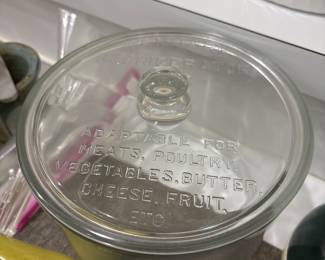 ADAPTABLE FOR
MEATS, POULTRY,
VEGETABLES, BUTTER,
CHEESE, FRUIT,
ETC.